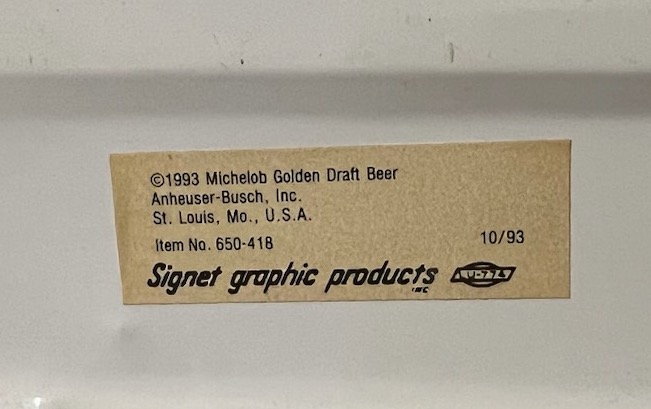 ©1993 Michelob Golden Draft Beer
Anheuser-Busch, Inc.
St. Louis, Mo., U.S.A.
Item No. 650-418 10/93
Signet graphic products INC